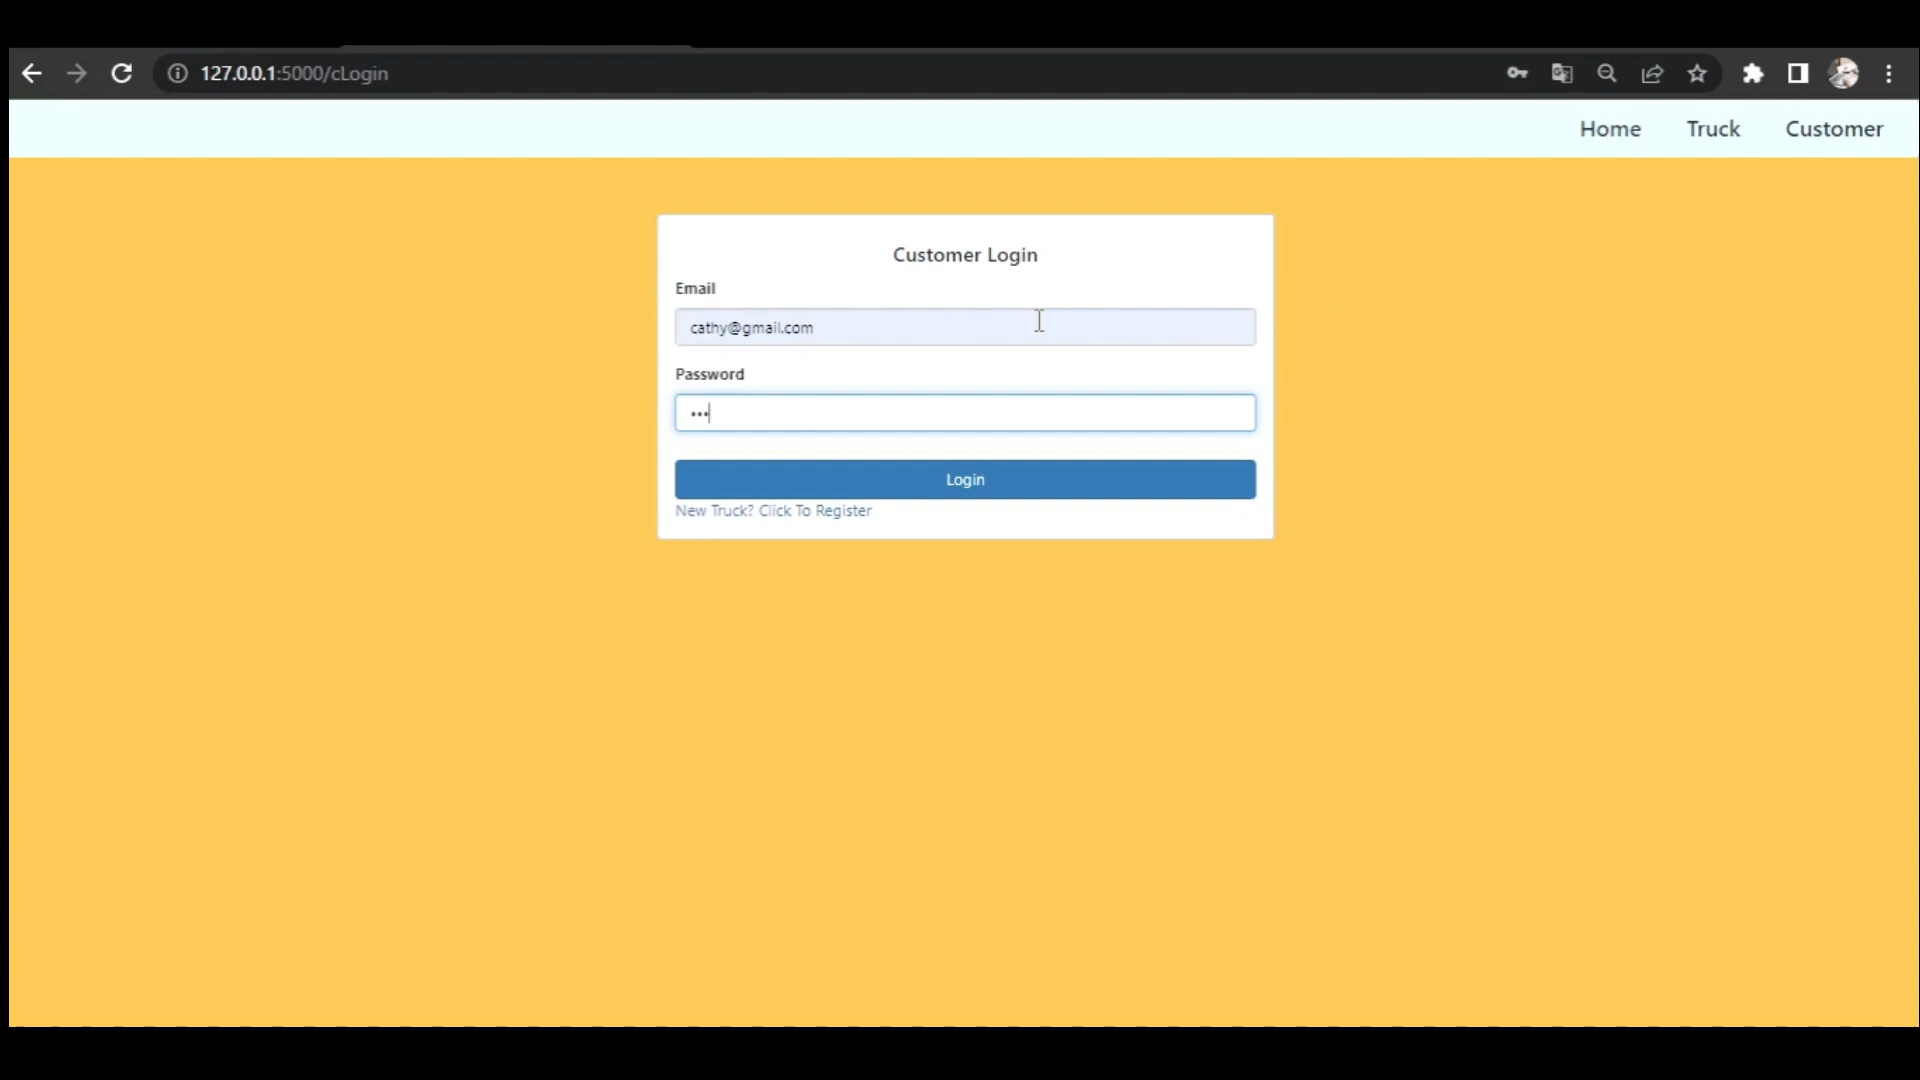 127.0.0.1:5000/cLogin
Home Truck Customer
Customer Login
Email
cathy@gmail.com
Password
•••
Login
New Truck? Click To Register